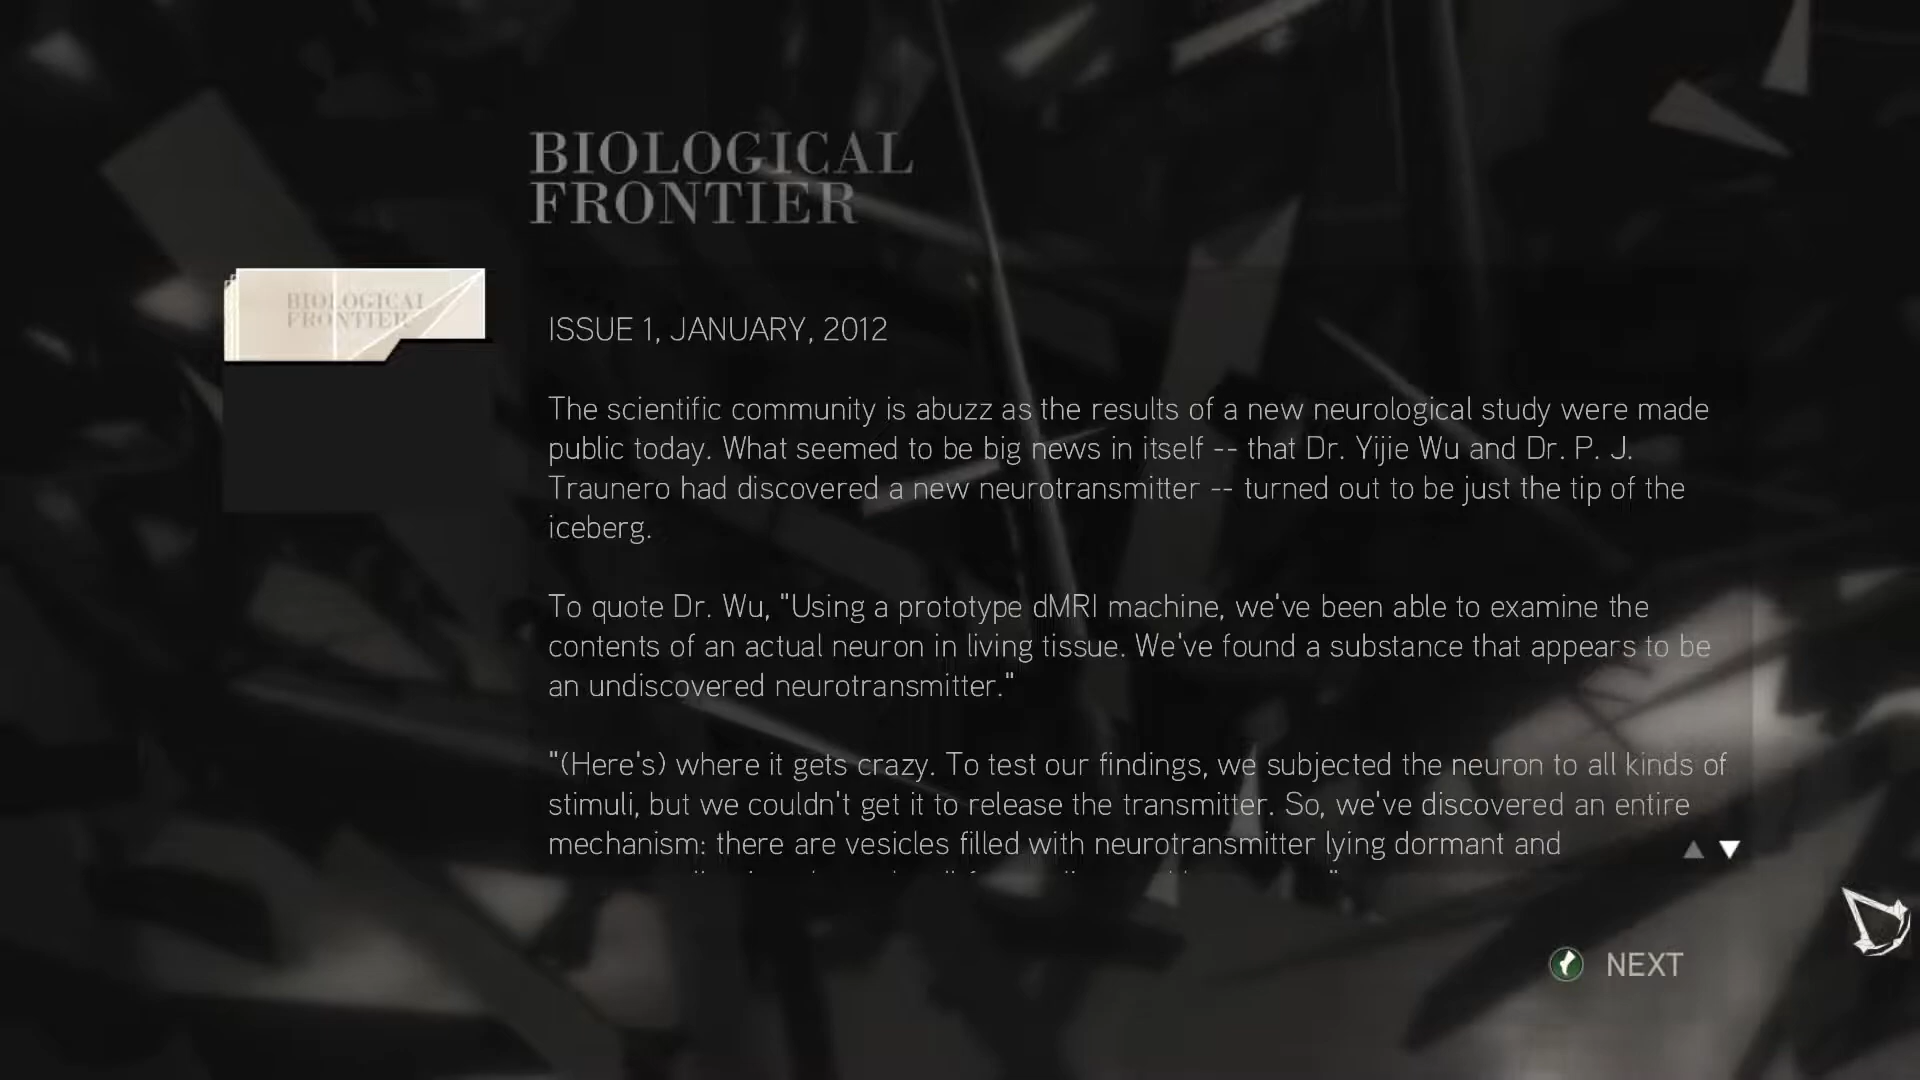 BIOLOGICAL
FRONTIER
BIOLOGICAL
FRONTIER
ISSUE 1, JANUARY, 2012
The scientific community is abuzz as the results of a new neurological study were made
public today. What seemed to be big news in itself -- that Dr. Yijie Wu and Dr. P. J.
Traunero had discovered a new neurotransmitter -- turned out to be just the tip of the
iceberg.
To quote Dr. Wu, "Using a prototype dMRI machine, we've been able to examine the
contents of an actual neuron in living tissue. We've found a substance that appears to be
an undiscovered neurotransmitter."
"(Here's) where it gets crazy. To test our findings, we subjected the neuron to all kinds of
stimuli, but we couldn't get it to release the transmitter. So, we've discovered an entire
mechanism: there are vesicles filled with neurotransmitter lying dormant and
NEXT